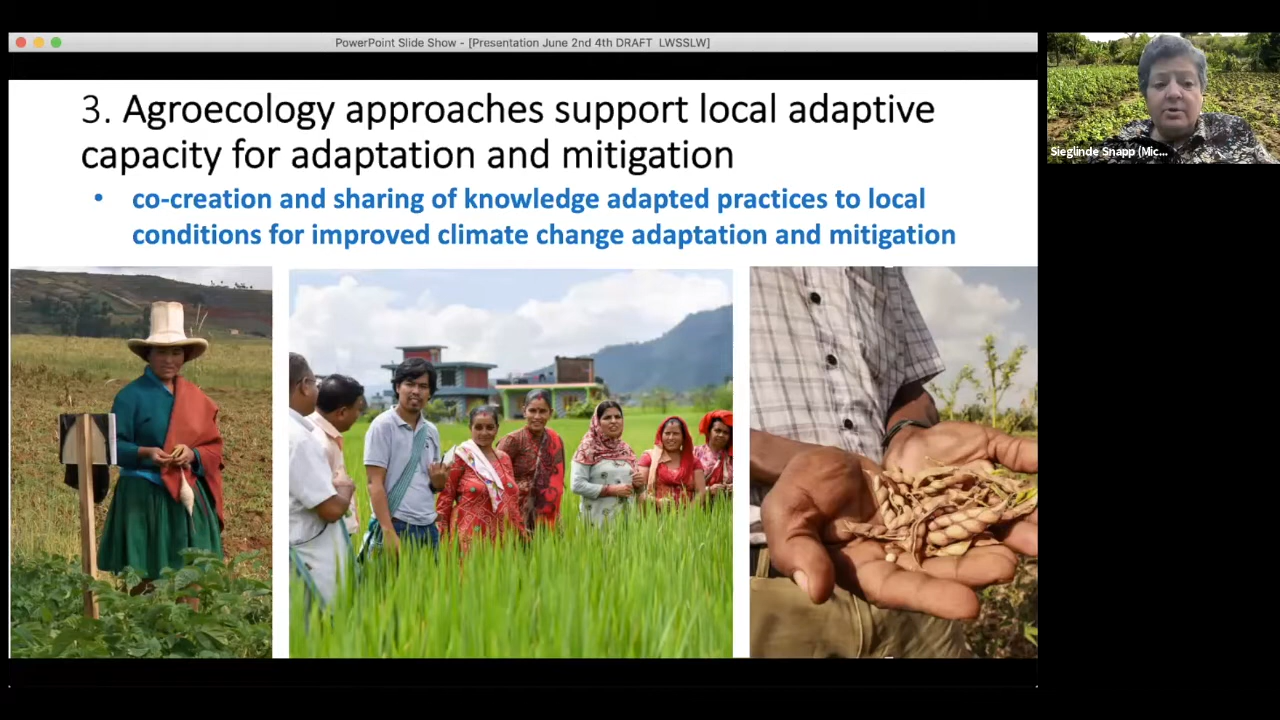 PowerPoint Slide Show - [Presentation June 2nd 4th DRAFT LWSSLW]
3. Agroecology approaches support local adaptive
capacity for adaptation and mitigation
• co-creation and sharing of knowledge adapted practices to local
conditions for improved climate change adaptation and mitigation
Sieglinde Snapp (Mic...